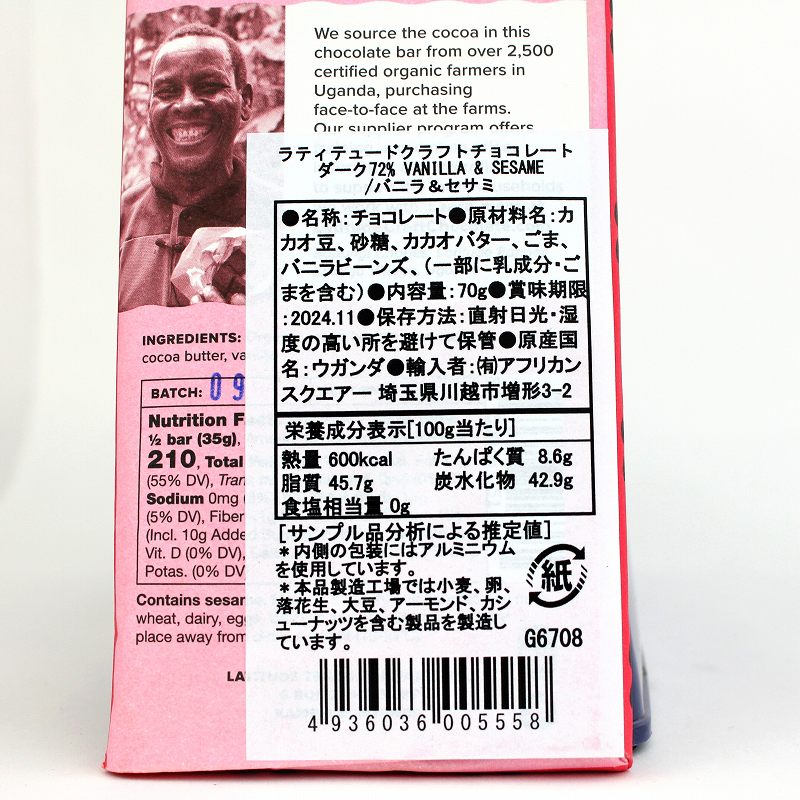 We source the cocoa in this
chocolate bar from over 2,500
certified organic farmers in
Uganda, purchasing
face-to-face at the farms.
Our supplier program offers
ラティテュードクラフトチョコレート
ダーク72% VANILLA & SESAME
/バニラ&セサミ
●名称:チョコレート●原材料名:カ
カオ豆、砂糖、カカオバター、ごま、
バニラビーンズ、(一部に乳成分・ご
まを含む)●内容量:70g●賞味期限
:2024.11●保存方法:直射日光・湿
度の高い所を避けて保管●原産国
名:ウガンダ●輸入者:㈲アフリカン
スクエアー 埼玉県川越市増形3-2
栄養成分表示[100g当たり]
熱量 600kcal たんぱく質 8.6g
脂質 45.7g 炭水化物 42.9g
食塩相当量 0g
[サンプル品分析による推定値]
*内側の包装にはアルミニウム
を使用しています。
*本品製造工場では小麦、卵、
落花生、大豆、アーモンド、カシ
ューナッツを含む製品を製造し
ています。
紙
G6708
4 936036 005558
INGREDIENTS:
cocoa butter,
BATCH: 09
Nutrition
½ bar (35g),
210, Total
(55% DV),
Sodium 0mg
(5% DV), Fiber
(Incl. 10g Added
Vit. D (0% DV),
Potas. (0% DV
Contains sesame.
wheat, dairy,
place away from